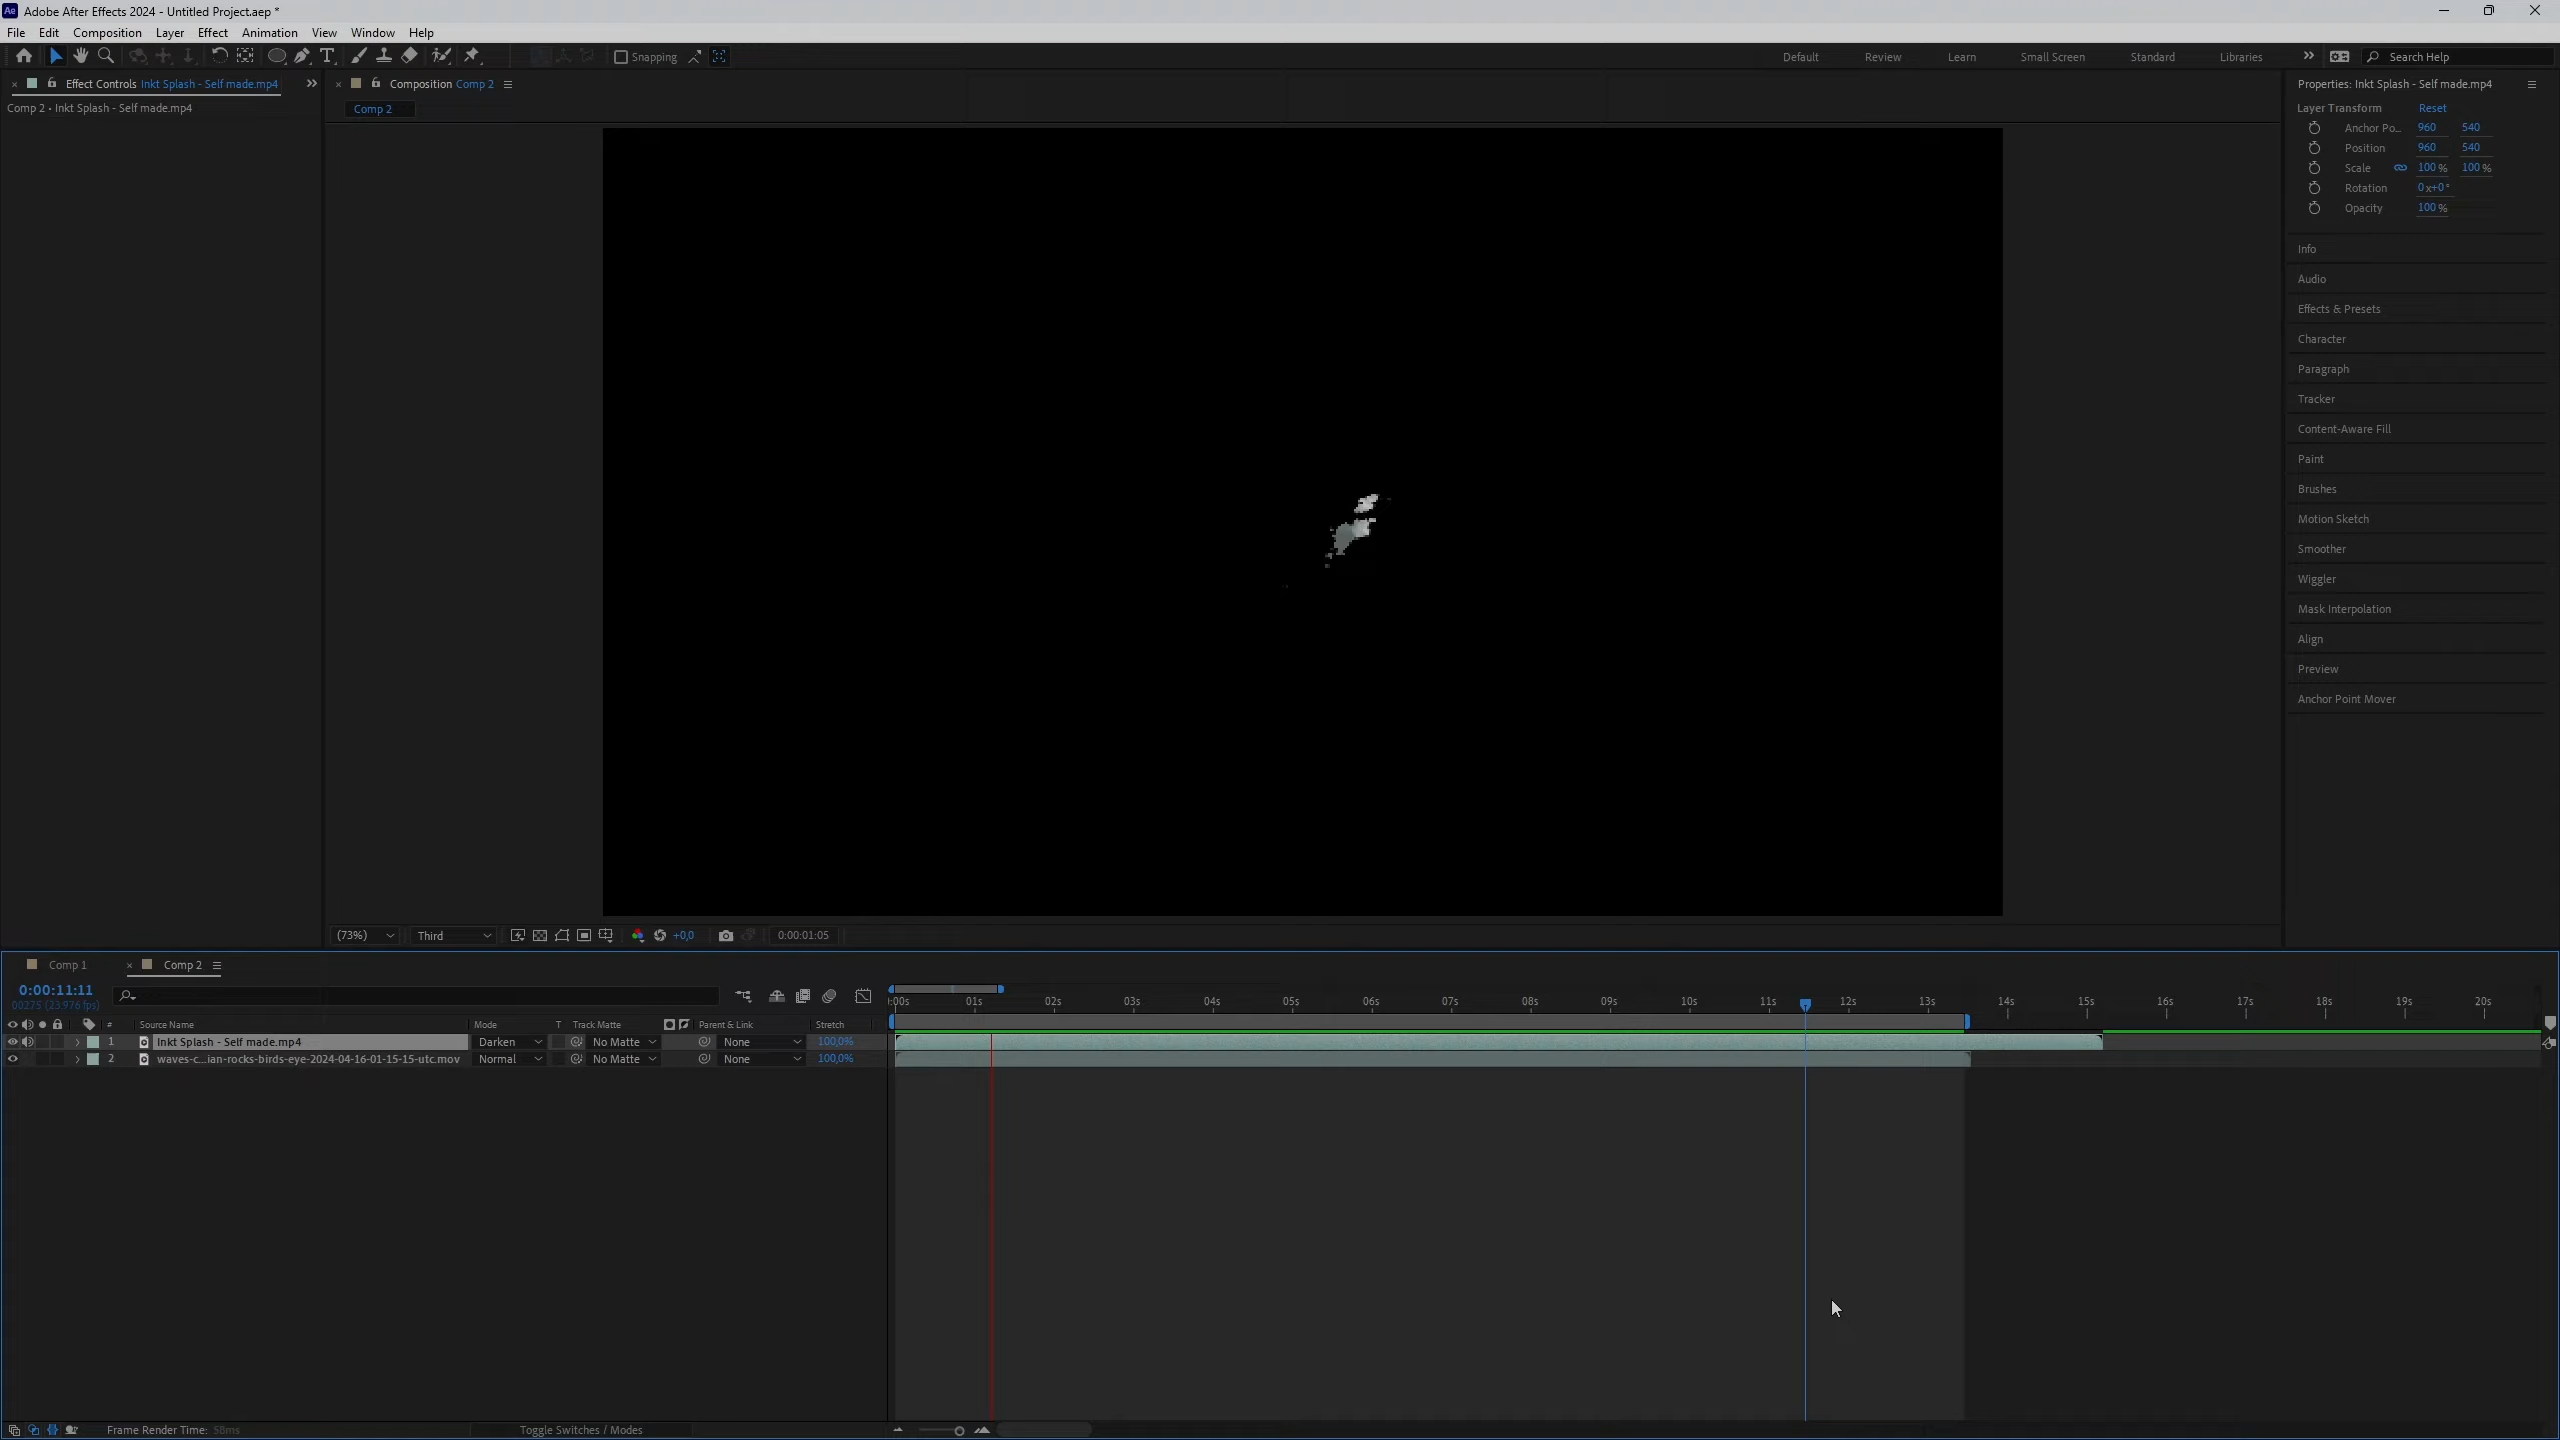 Ae Adobe After Effects 2024 - Untitled Project.aep *
File Edit Composition Layer Effect Animation View Window Help
Snapping
Default Review Learn Small Screen Standard Libraries Search Help
Effect Controls Inkt Splash - Self made.mp4
Comp 2 • Inkt Splash - Self made.mp4
Composition Comp 2
Comp 2
Properties: Inkt Splash - Self made.mp4
Layer Transform Reset
Anchor Po... 960 540
Position 960 540
Scale 100 % 100 %
Rotation 0x+0°
Opacity 100 %
Info
Audio
Effects & Presets
Character
Paragraph
Tracker
Content-Aware Fill
Paint
Brushes
Motion Sketch
Smoother
Wiggler
Mask Interpolation
Align
Preview
Anchor Point Mover
(73%) Third +0,0 0:00:01:05
Comp 1 Comp 2
0:00:11:11
00275 (23.976 fps)
:00s 01s 02s 03s 04s 05s 06s 07s 08s 09s 10s 11s 12s 13s 14s 15s 16s 17s 18s 19s 20s
# Source Name Mode T Track Matte Parent & Link Stretch
1 Inkt Splash - Self made.mp4 Darken No Matte None 100,0%
2 waves-c...ian-rocks-birds-eye-2024-04-16-01-15-15-utc.mov Normal No Matte None 100,0%
Frame Render Time: 58ms Toggle Switches / Modes